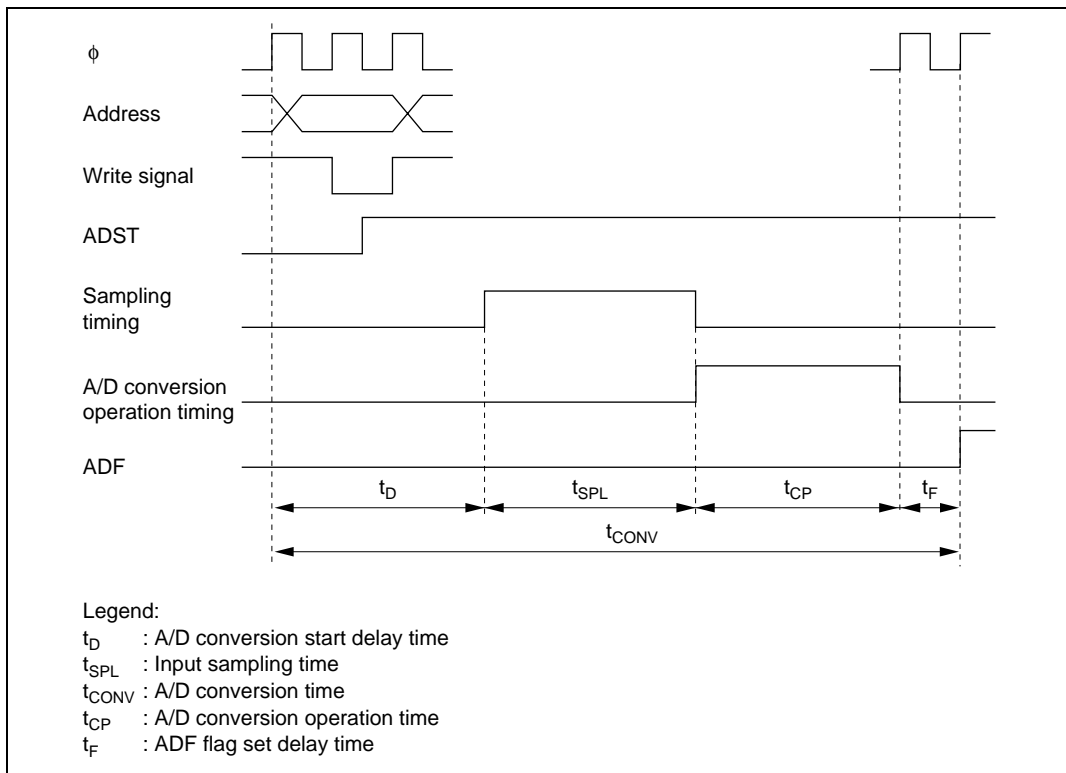 ϕ
Address
Write signal
ADST
Sampling
timing
A/D conversion
operation timing
ADF
tD tSPL tCP tF
tCONV
Legend:
tD : A/D conversion start delay time
tSPL : Input sampling time
tCONV : A/D conversion time
tCP : A/D conversion operation time
tF : ADF flag set delay time